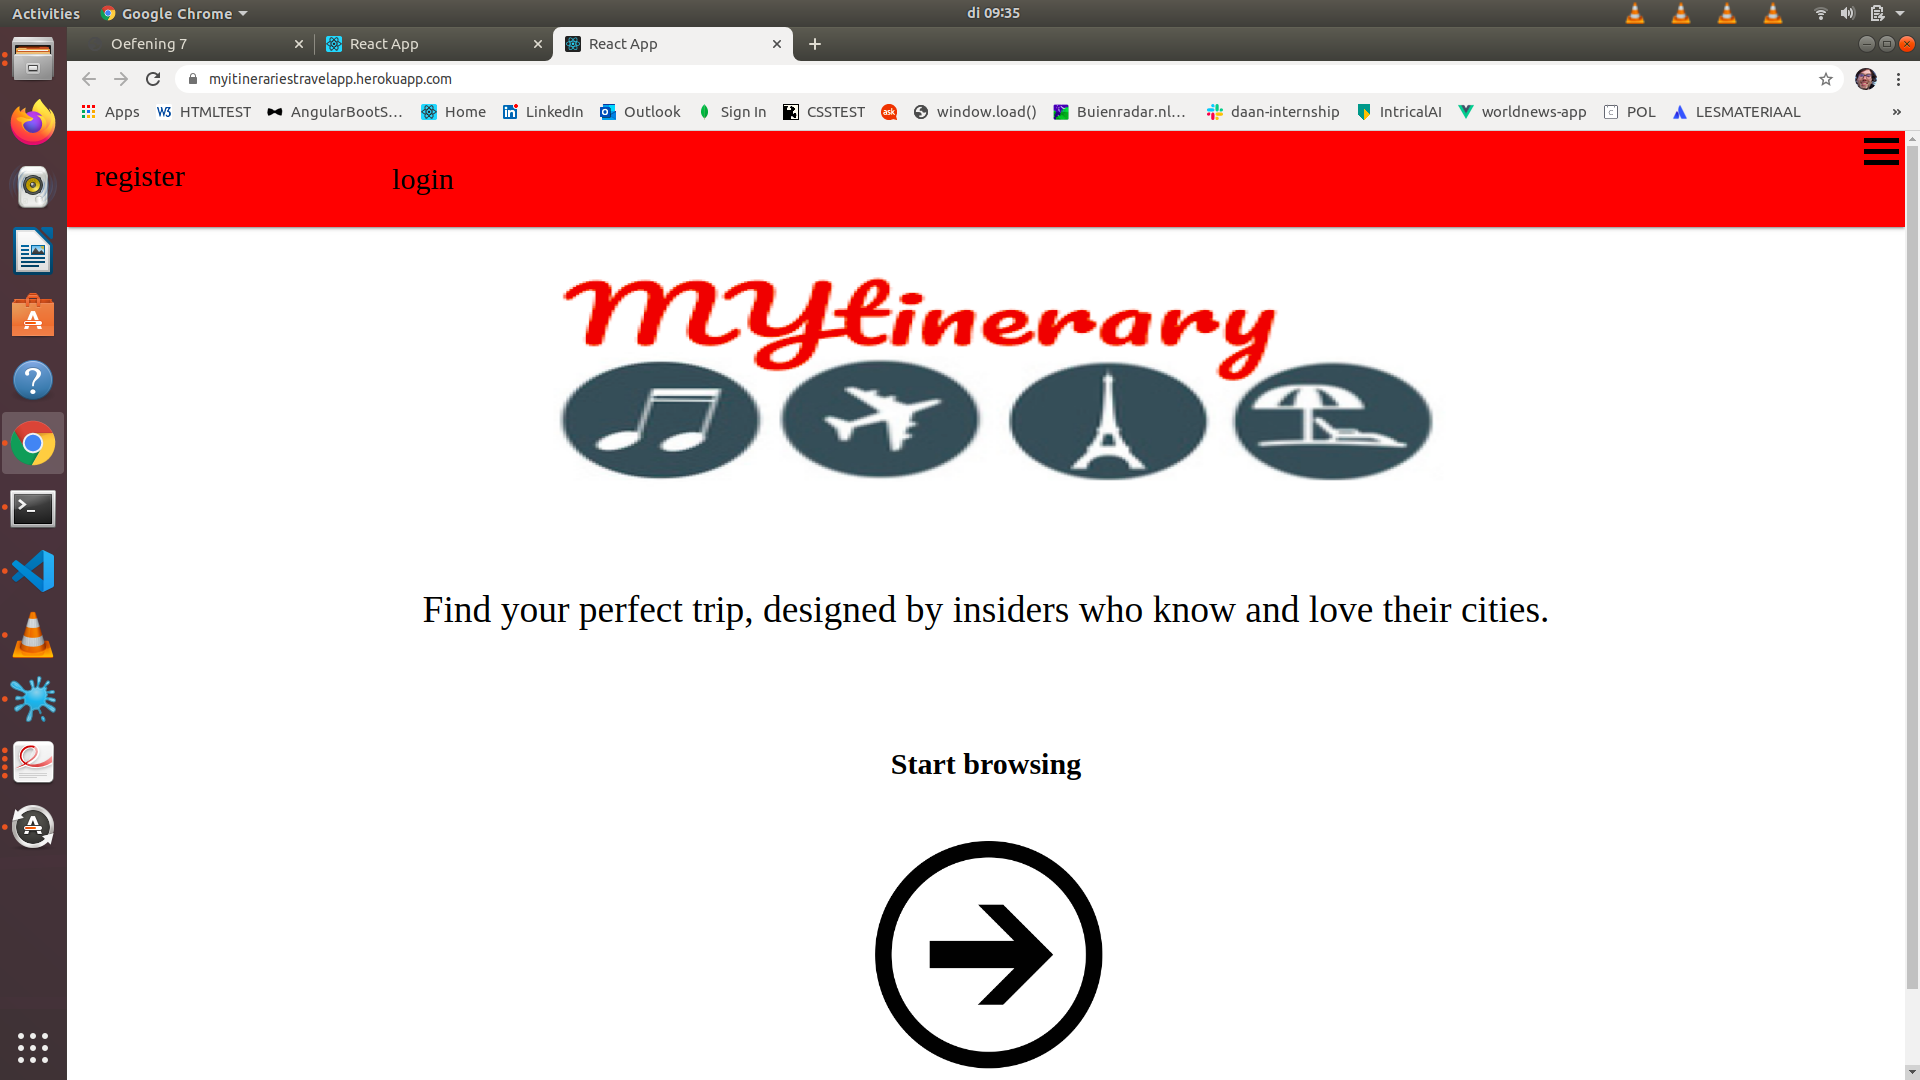 Activities Google Chrome di 09:35
Oefening 7 React App React App
myitinerariestravelapp.herokuapp.com
Apps HTMLTEST AngularBootS... Home LinkedIn Outlook Sign In CSSTEST ask window.load() Buienradar.nl... daan-internship IntricalAI worldnews-app POL LESMATERIAAL »
register login
MYtinerary
Find your perfect trip, designed by insiders who know and love their cities.
Start browsing